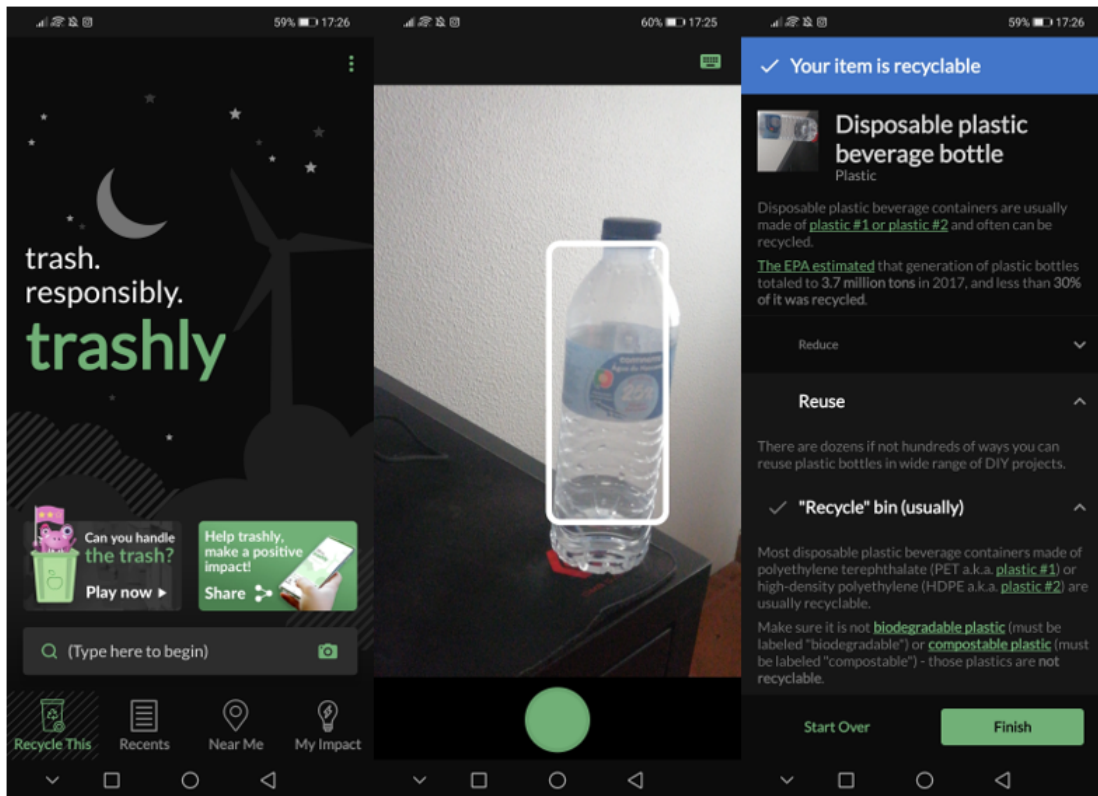 59% 17:26
trash.
responsibly.
trashly
Can you handle
the trash?
Play now
Help trashly,
make a positive
impact!
Share
(Type here to begin)
Recycle This
Recents
Near Me
My Impact
60% 17:25
59% 17:26
Your item is recyclable
Disposable plastic
beverage bottle
Plastic
Disposable plastic beverage containers are usually
made of plastic #1 or plastic #2 and often can be
recycled.
The EPA estimated that generation of plastic bottles
totaled to 3.7 million tons in 2017, and less than 30%
of it was recycled.
Reduce
Reuse
There are dozens if not hundreds of ways you can
reuse plastic bottles in wide range of DIY projects.
"Recycle" bin (usually)
Most disposable plastic beverage containers made of
polyethylene terephthalate (PET a.k.a. plastic #1) or
high-density polyethylene (HDPE a.k.a. plastic #2) are
usually recyclable.
Make sure it is not biodegradable plastic (must be
labeled "biodegradable") or compostable plastic (must
be labeled "compostable") - those plastics are not
recyclable.
Start Over
Finish